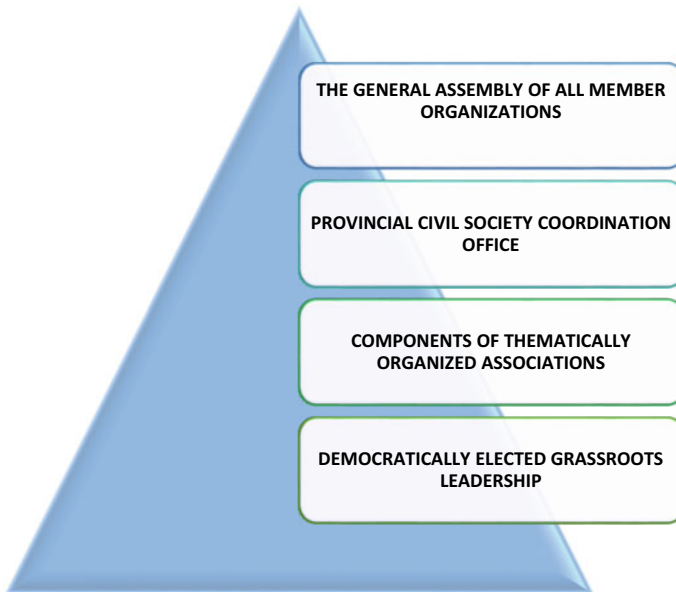 THE GENERAL ASSEMBLY OF ALL MEMBER
ORGANIZATIONS
PROVINCIAL CIVIL SOCIETY COORDINATION
OFFICE
COMPONENTS OF THEMATICALLY
ORGANIZED ASSOCIATIONS
DEMOCRATICALLY ELECTED GRASSROOTS
LEADERSHIP